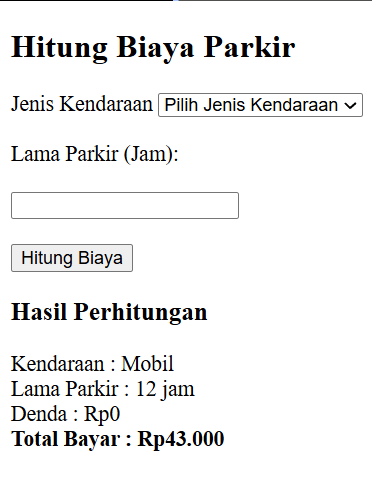 Hitung Biaya Parkir
Jenis Kendaraan Pilih Jenis Kendaraan
Lama Parkir (Jam):
Hitung Biaya
Hasil Perhitungan
Kendaraan : Mobil
Lama Parkir : 12 jam
Denda : Rp0
Total Bayar : Rp43.000